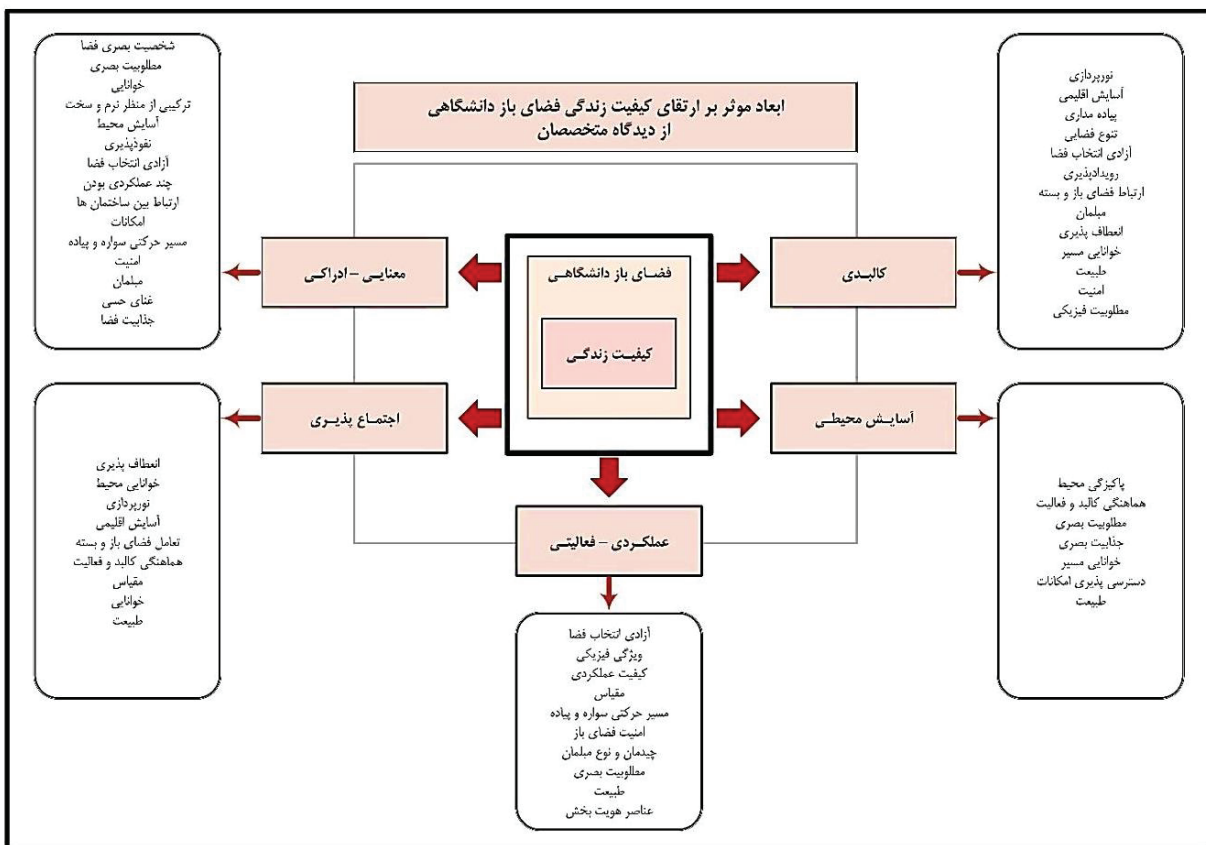 ابعاد موثر بر ارتقای کیفیت زندگی فضای باز دانشگاهی
از دیدگاه متخصصان
فضای باز دانشگاهی
کیفیت زندگی
کالبدی
نورپردازی
آسایش اقلیمی
پیاده مداری
تنوع فضایی
آزادی انتخاب فضا
رویدادپذیری
ارتباط فضای باز و بسته
مبلمان
انعطاف پذیری
خوانایی مسیر
طبیعت
امنیت
مطلوبیت فیزیکی
معنایی – ادراکی
شخصیت بصری فضا
مطلوبیت بصری
خوانایی
ترکیبی از منظر نرم و سخت
آسایش محیط
نفوذپذیری
آزادی انتخاب فضا
چند عملکردی بودن
ارتباط بین ساختمان ها
امکانات
مسیر حرکتی سواره و پیاده
امنیت
مبلمان
غنای حسی
جذابیت فضا
آسایش محیطی
پاکیزگی محیط
هماهنگی کالبد و فعالیت
مطلوبیت بصری
جذابیت بصری
خوانایی مسیر
دسترسی پذیری امکانات
طبیعت
اجتماع پذیری
انعطاف پذیری
خوانایی محیط
نورپردازی
آسایش اقلیمی
تعامل فضای باز و بسته
هماهنگی کالبد و فعالیت
مقیاس
خوانایی
طبیعت
عملکردی – فعالیتی
آزادی انتخاب فضا
ویژگی فیزیکی
کیفیت عملکردی
مقیاس
مسیر حرکتی سواره و پیاده
امنیت فضای باز
چیدمان و نوع مبلمان
مطلوبیت بصری
طبیعت
عناصر هویت بخش